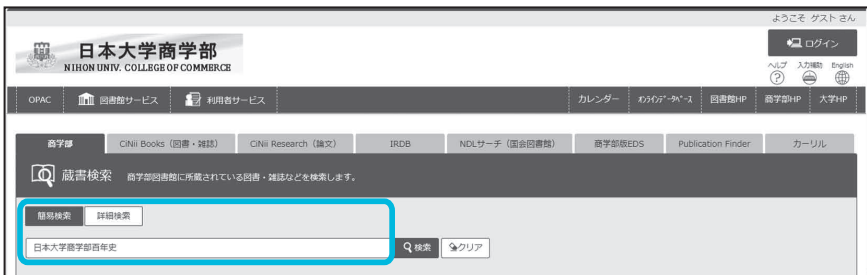 ようこそ ゲスト さん
日本大学商学部
NIHON UNIV. COLLEGE OF COMMERCE
ログイン
ヘルプ 入力補助 English
OPAC 図書館サービス 利用者サービス カレンダー オンラインデータベース 図書館HP 商学部HP 大学HP
商学部 CiNii Books（図書・雑誌） CiNii Research（論文） IRDB NDLサーチ（国会図書館） 商学部版EDS Publication Finder カーリル
蔵書検索 商学部図書館に所蔵されている図書・雑誌などを検索します。
簡易検索 詳細検索
日本大学商学部百年史 検索 クリア